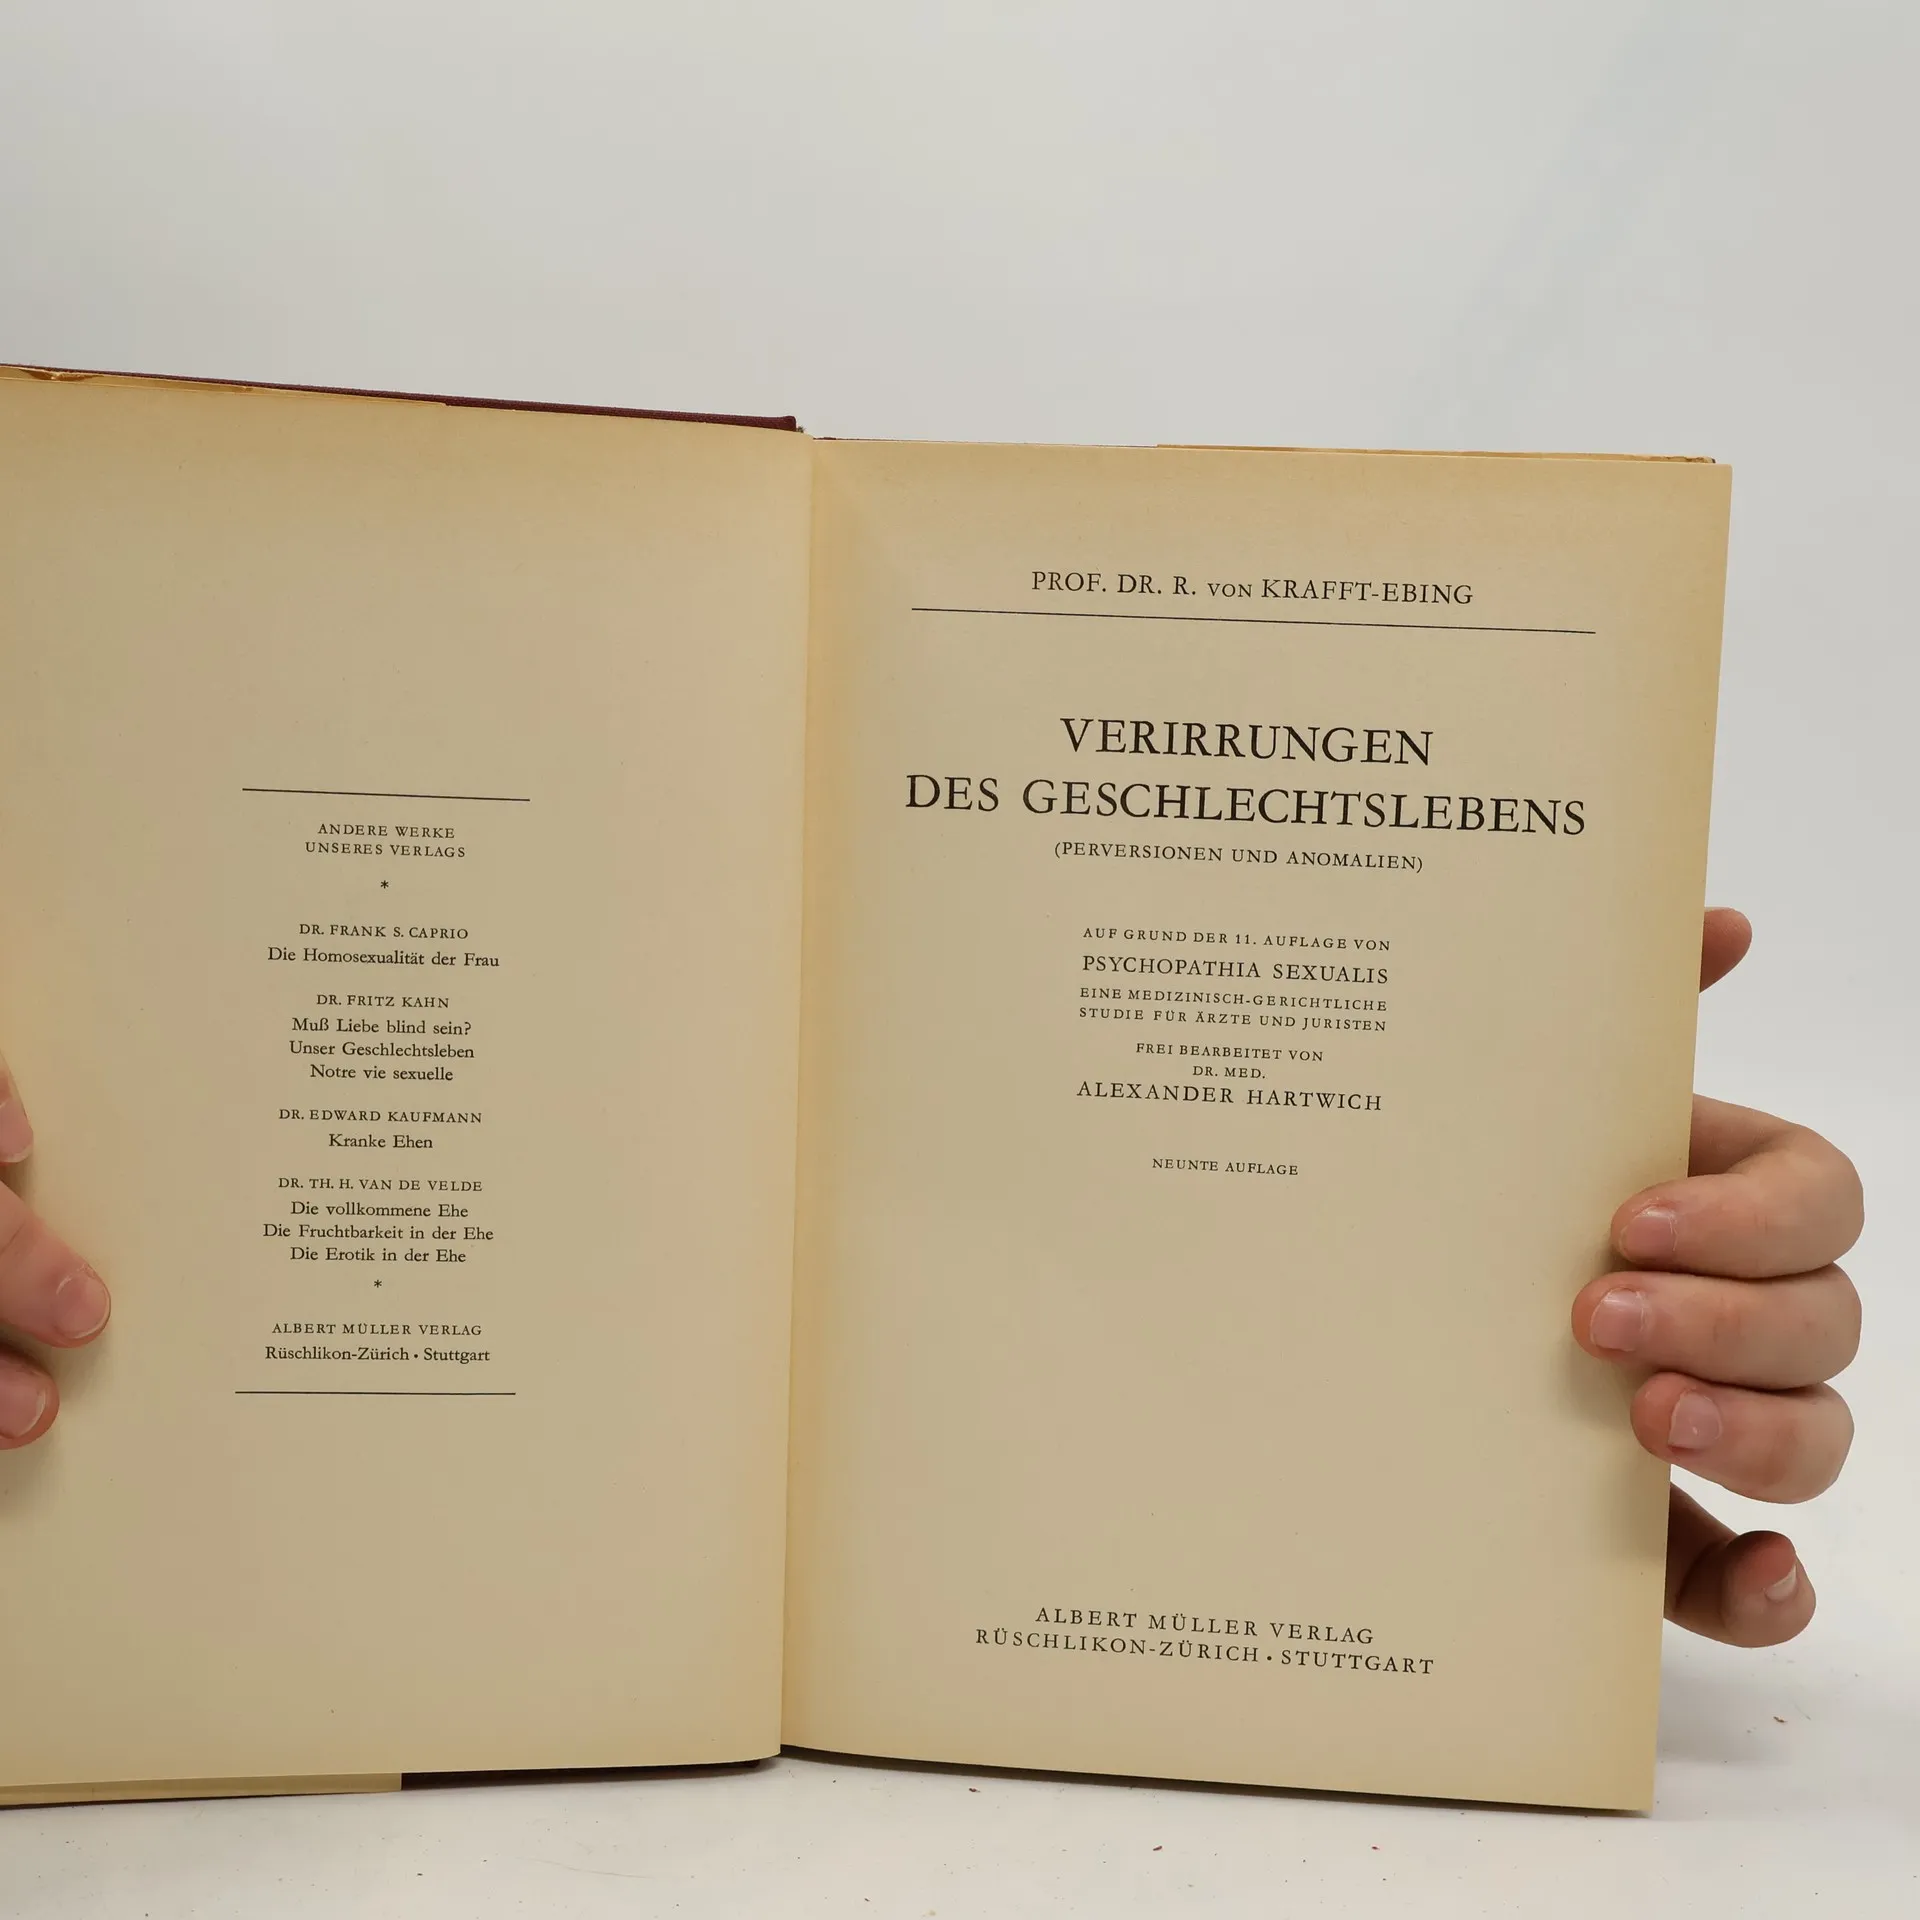 ANDERE WERKE
UNSERES VERLAGS
*
DR. FRANK S. CAPRIO
Die Homosexualität der Frau
DR. FRITZ KAHN
Muß Liebe blind sein?
Unser Geschlechtsleben
Notre vie sexuelle
DR. EDWARD KAUFMANN
Kranke Ehen
DR. TH. H. VAN DE VELDE
Die vollkommene Ehe
Die Fruchtbarkeit in der Ehe
Die Erotik in der Ehe
*
ALBERT MÜLLER VERLAG
Rüschlikon-Zürich • Stuttgart
PROF. DR. R. VON KRAFFT-EBING
VERIRRUNGEN
DES GESCHLECHTSLEBENS
(PERVERSIONEN UND ANOMALIEN)
AUF GRUND DER 11. AUFLAGE VON
PSYCHOPATHIA SEXUALIS
EINE MEDIZINISCH-GERICHTLICHE
STUDIE FÜR ÄRZTE UND JURISTEN
FREI BEARBEITET VON
DR. MED.
ALEXANDER HARTWICH
NEUNTE AUFLAGE
ALBERT MÜLLER VERLAG
RÜSCHLIKON-ZÜRICH • STUTTGART